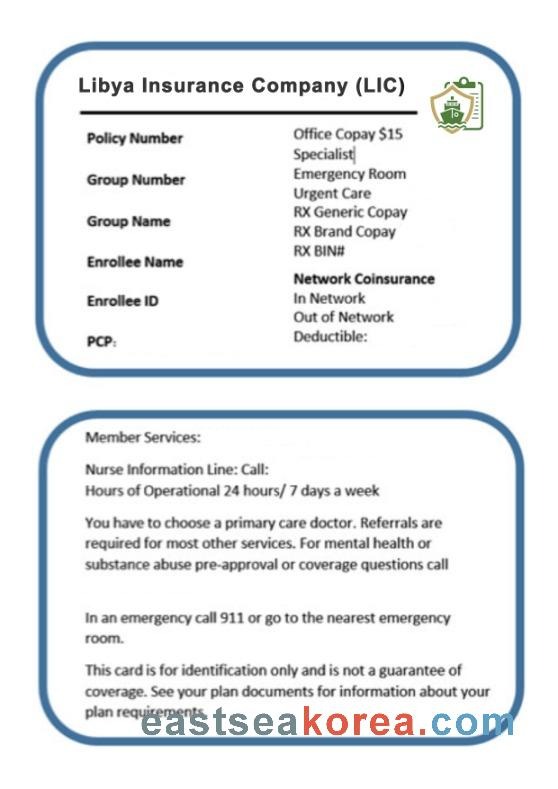 Libya Insurance Company (LIC)
Policy Number
Group Number
Group Name
Enrollee Name
Enrollee ID
PCP:
Office Copay $15
Specialist
Emergency Room
Urgent Care
RX Generic Copay
RX Brand Copay
RX BIN#
Network Coinsurance
In Network
Out of Network
Deductible:
Member Services:
Nurse Information Line: Call:
Hours of Operational 24 hours/ 7 days a week
You have to choose a primary care doctor. Referrals are
required for most other services. For mental health or
substance abuse pre-approval or coverage questions call
In an emergency call 911 or go to the nearest emergency
room.
This card is for identification only and is not a guarantee of
coverage. See your plan documents for information about your
plan requirements.
eastseakorea.com